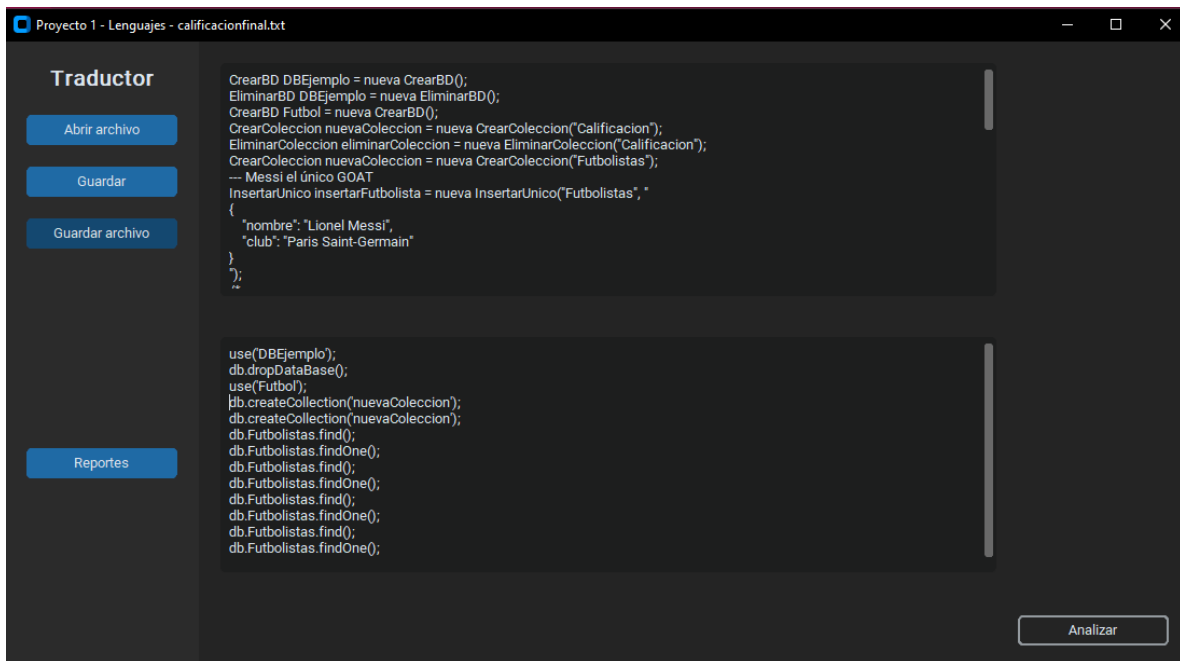 Proyecto 1 - Lenguajes - calificacionfinal.txt
Traductor
Abrir archivo
Guardar
Guardar archivo
Reportes
CrearBD DBEjemplo = nueva CrearBD();
EliminarBD DBEjemplo = nueva EliminarBD();
CrearBD Futbol = nueva CrearBD();
CrearColeccion nuevaColeccion = nueva CrearColeccion("Calificacion");
EliminarColeccion eliminarColeccion = nueva EliminarColeccion("Calificacion");
CrearColeccion nuevaColeccion = nueva CrearColeccion("Futbolistas");
--- Messi el único GOAT
InsertarUnico insertarFutbolista = nueva InsertarUnico("Futbolistas", "
{
"nombre": "Lionel Messi",
"club": "Paris Saint-Germain"
}
");
/*
use('DBEjemplo');
db.dropDataBase();
use('Futbol');
db.createCollection('nuevaColeccion');
db.createCollection('nuevaColeccion');
db.Futbolistas.find();
db.Futbolistas.findOne();
db.Futbolistas.find();
db.Futbolistas.findOne();
db.Futbolistas.find();
db.Futbolistas.findOne();
db.Futbolistas.find();
db.Futbolistas.findOne();
Analizar